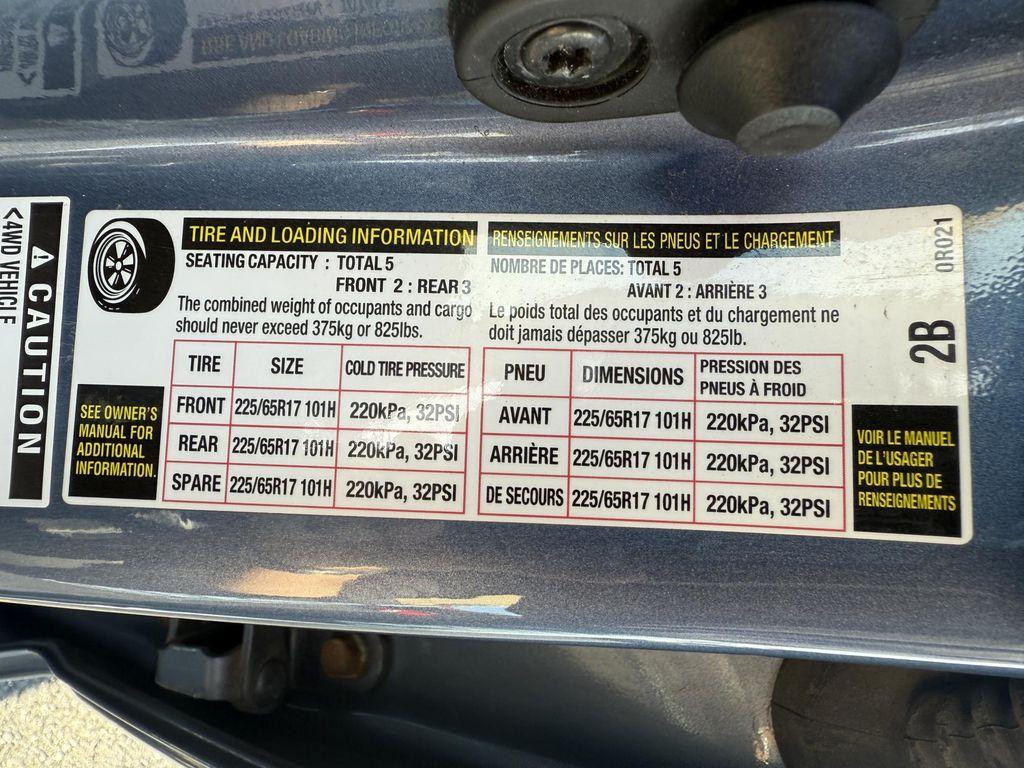 TIRE AND LOADING INFORMATION
SEATING CAPACITY : TOTAL 5
FRONT 2 : REAR 3
The combined weight of occupants and cargo
should never exceed 375kg or 825lbs.
TIRE SIZE COLD TIRE PRESSURE
FRONT 225/65R17 101H 220kPa, 32PSI
REAR 225/65R17 101H 220kPa, 32PSI
SPARE 225/65R17 101H 220kPa, 32PSI
SEE OWNER'S
MANUAL FOR
ADDITIONAL
INFORMATION.
RENSEIGNEMENTS SUR LES PNEUS ET LE CHARGEMENT
NOMBRE DE PLACES: TOTAL 5
AVANT 2 : ARRIÈRE 3
Le poids total des occupants et du chargement ne
doit jamais dépasser 375kg ou 825lb.
PNEU DIMENSIONS PRESSION DES
PNEUS À FROID
AVANT 225/65R17 101H 220kPa, 32PSI
ARRIÈRE 225/65R17 101H 220kPa, 32PSI
DE SECOURS 225/65R17 101H 220kPa, 32PSI
VOIR LE MANUEL
DE L'USAGER
POUR PLUS DE
RENSEIGNEMENTS
0R021
2B
CAUTION
<4WD VEHICLE